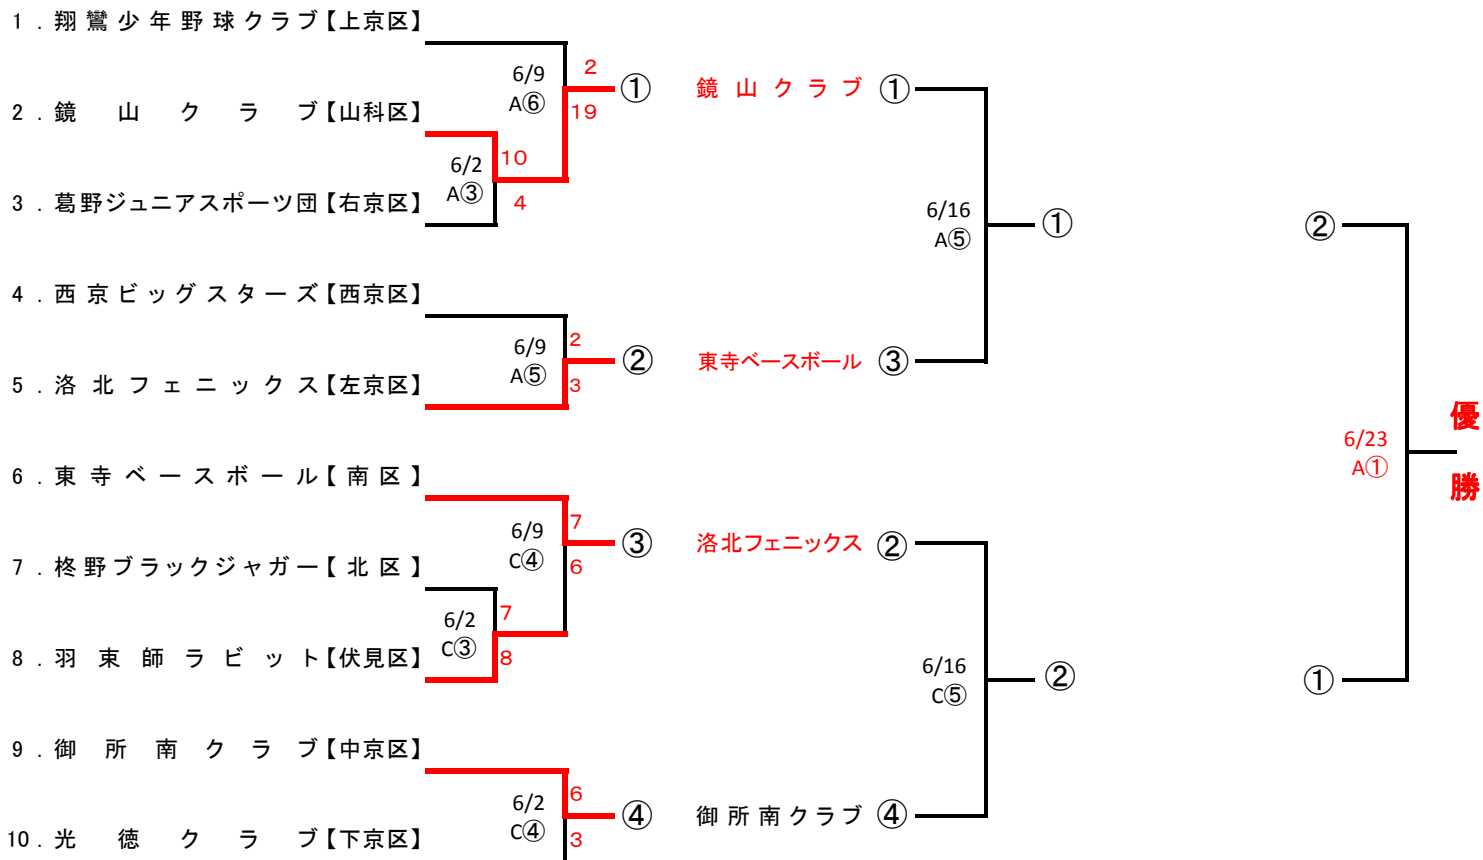 1．翔鸞少年野球クラブ【上京区】
6/9
A⑥
2
①
19
2．鏡山クラブ【山科区】
6/2
A③
10
4
3．葛野ジュニアスポーツ団【右京区】
4．西京ビッグスターズ【西京区】
6/9
A⑤
2
②
3
5．洛北フェニックス【左京区】
6．東寺ベースボール【南区】
6/9
C④
7
③
6
7．柊野ブラックジャガー【北区】
6/2
C③
7
8
8．羽束師ラビット【伏見区】
9．御所南クラブ【中京区】
6/2
C④
6
④
3
10．光徳クラブ【下京区】
鏡山クラブ ①
6/16
A⑤
①
東寺ベースボール ③
洛北フェニックス ②
6/16
C⑤
②
御所南クラブ ④
②
6/23
A①
①
優
勝